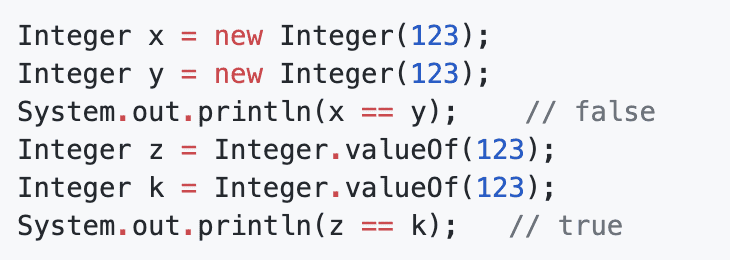 Integer x = new Integer(123);
Integer y = new Integer(123);
System.out.println(x == y);    // false
Integer z = Integer.valueOf(123);
Integer k = Integer.valueOf(123);
System.out.println(z == k);   // true